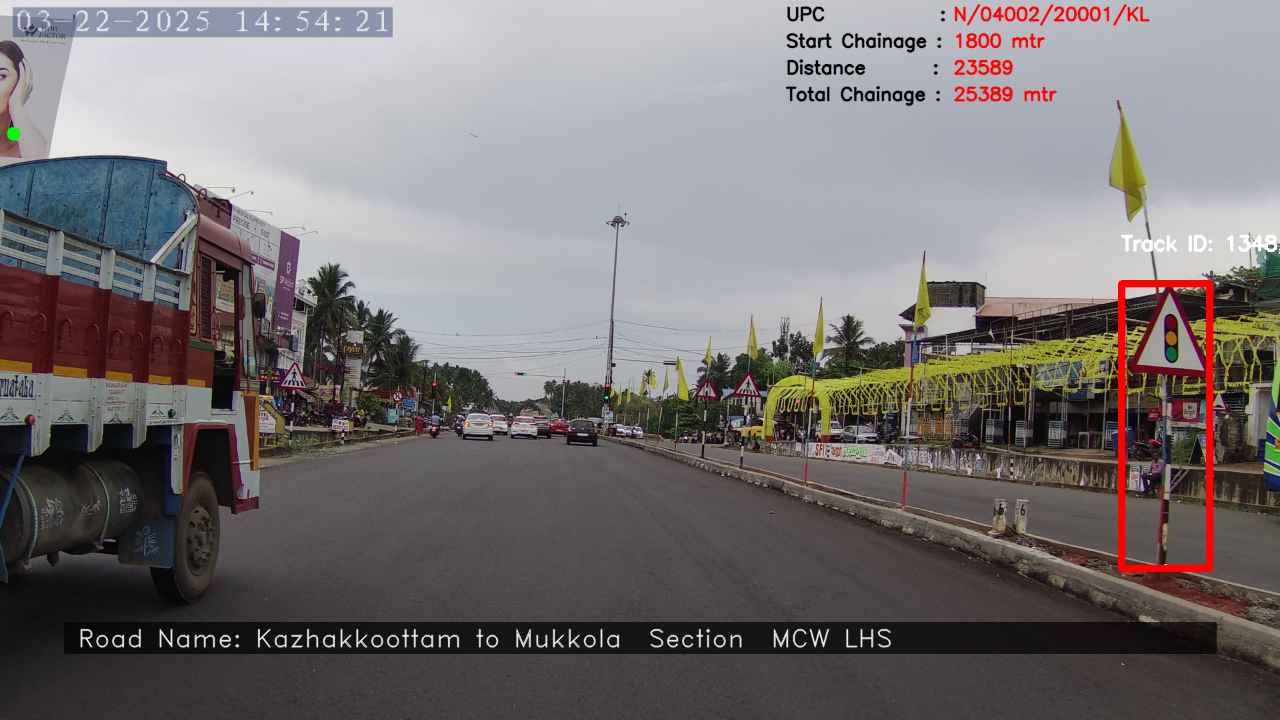 03-22-2025 14:54:21
UPC : N/04002/20001/KL
Start Chainage : 1800 mtr
Distance : 23589
Total Chainage : 25389 mtr
Track ID: 1348
Road Name: Kazhakkoottam to Mukkola Section MCW LHS